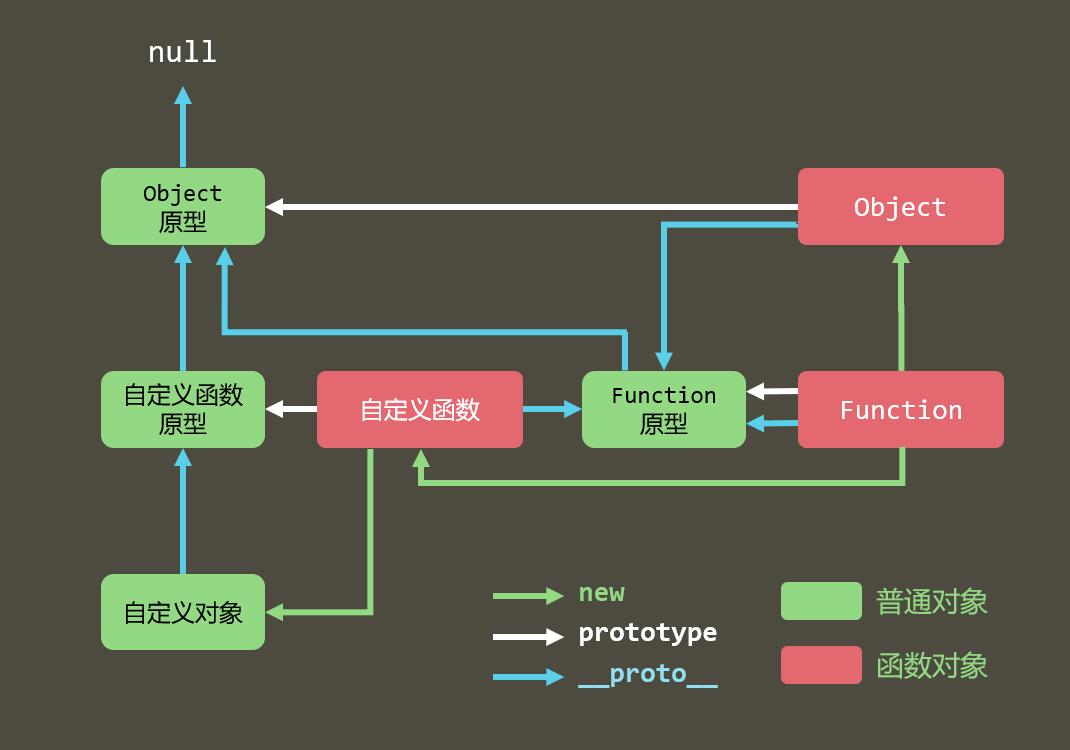 null
Object
原型
Object
自定义函数
原型
自定义函数
Function
原型
Function
自定义对象
new
prototype
__proto__
普通对象
函数对象